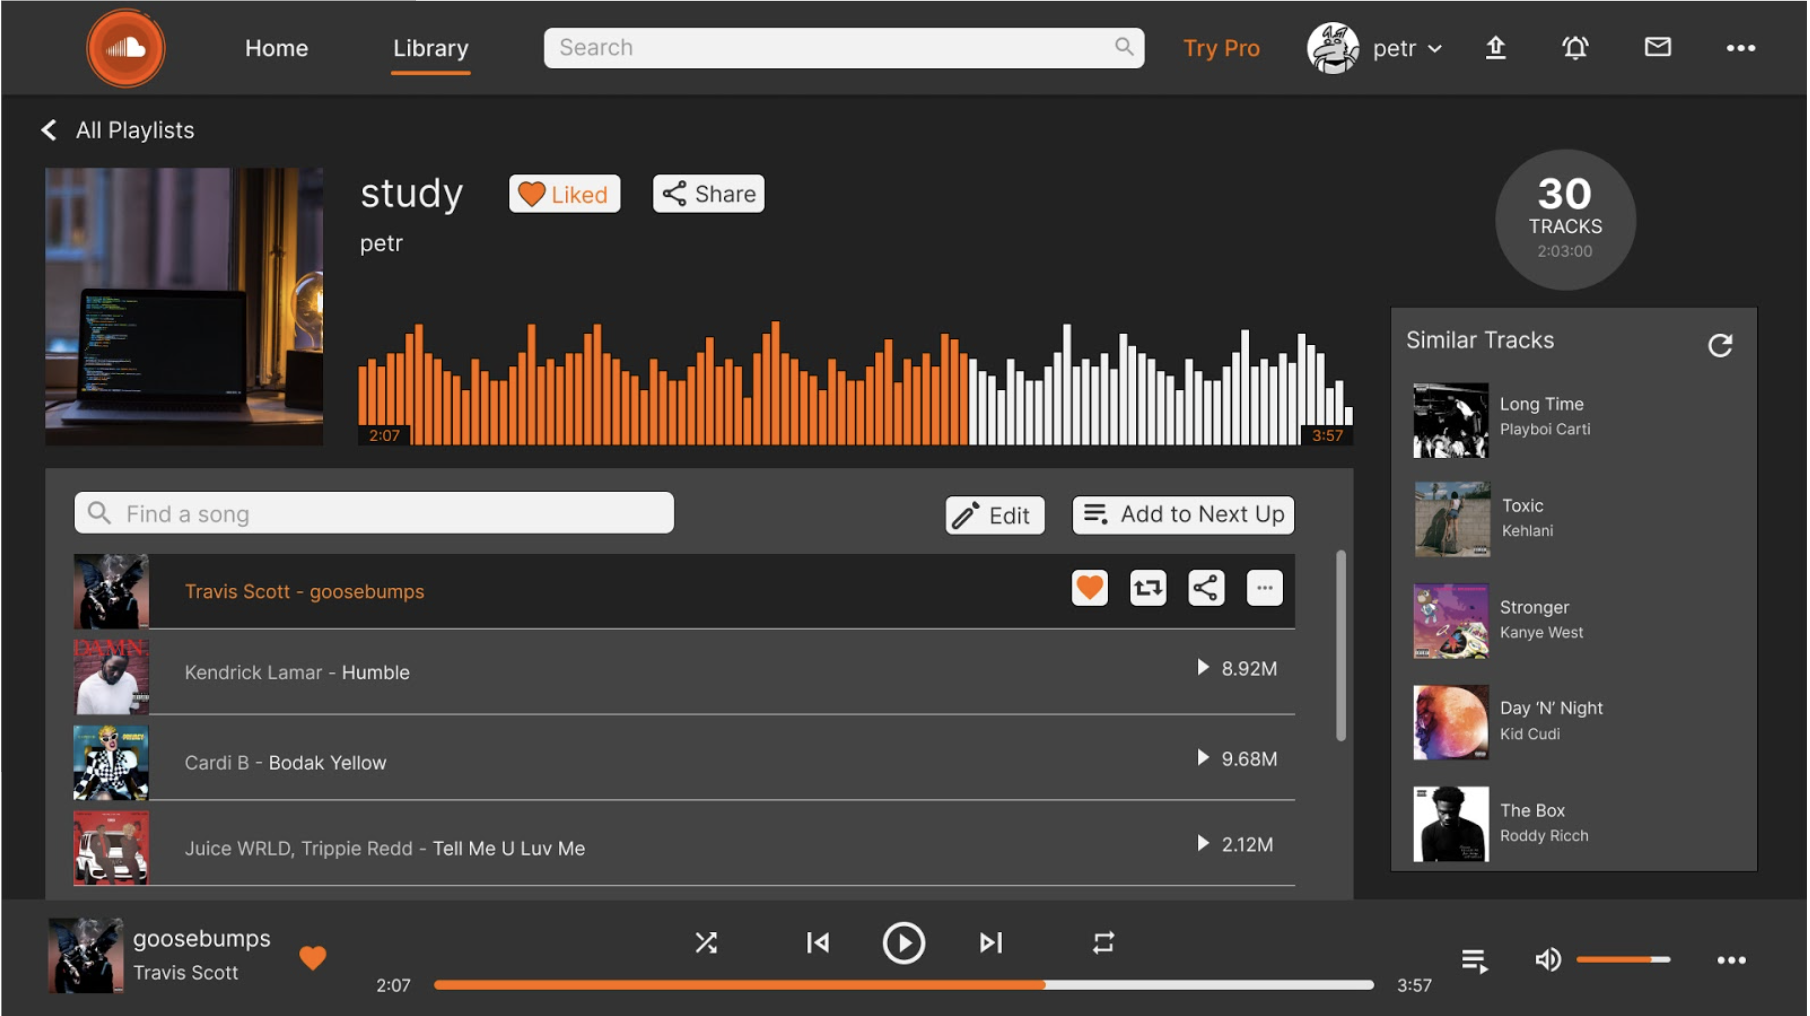 Home
Library
Search
Try Pro
petr
All Playlists
study
Liked
Share
petr
30
TRACKS
2:03:00
2:07
3:57
Similar Tracks
Long Time
Playboi Carti
Toxic
Kehlani
Stronger
Kanye West
Day ‘N’ Night
Kid Cudi
The Box
Roddy Ricch
Find a song
Edit
Add to Next Up
Travis Scott - goosebumps
DAMN.
Kendrick Lamar - Humble
8.92M
Cardi B - Bodak Yellow
9.68M
Juice WRLD, Trippie Redd - Tell Me U Luv Me
2.12M
goosebumps
Travis Scott
2:07
3:57